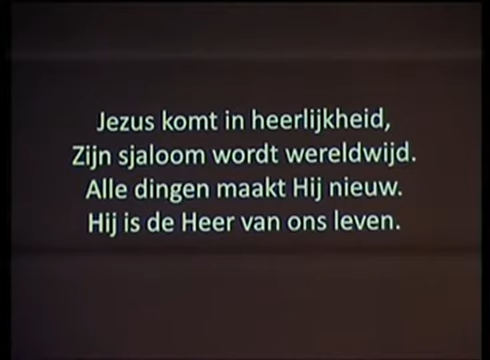 Jezus komt in heerlijkheid,
Zijn sjaloom wordt wereldwijd.
Alle dingen maakt Hij nieuw.
Hij is de Heer van ons leven.